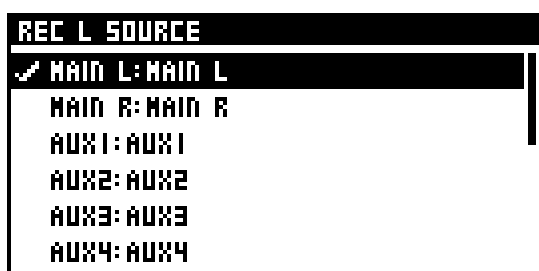 REC L SOURCE
MAIN L:MAIN L
MAIN R:MAIN R
AUX1:AUX1
AUX2:AUX2
AUX3:AUX3
AUX4:AUX4